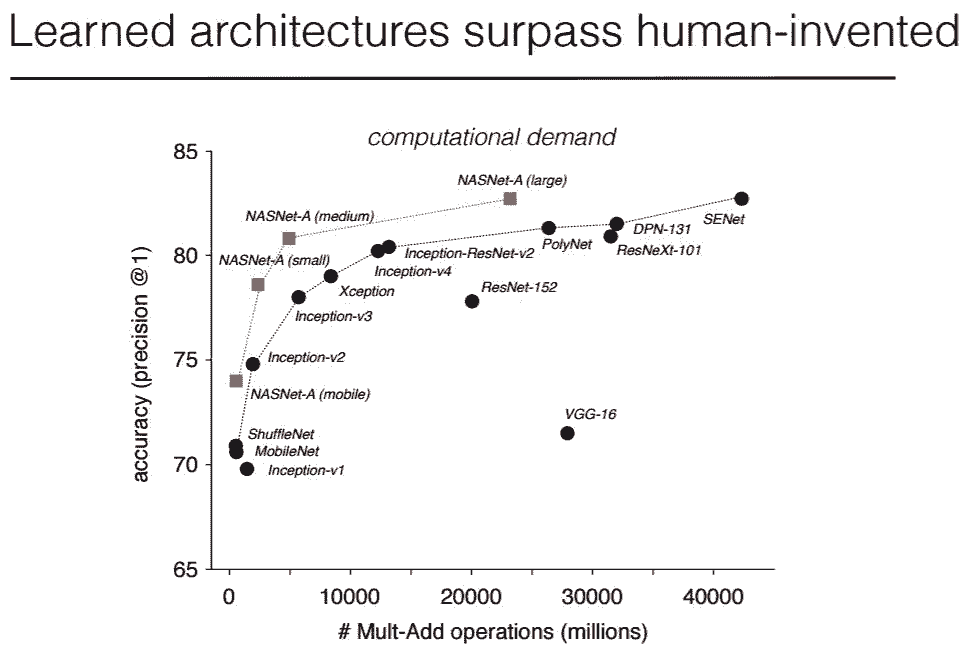 Learned architectures surpass human-invented
computational demand
85
80
75
70
65
accuracy (precision @1)
NASNet-A (large)
NASNet-A (medium)
SENet
DPN-131
PolyNet
ResNeXt-101
Inception-ResNet-v2
NASNet-A (small)
Inception-v4
Xception
ResNet-152
Inception-v3
Inception-v2
NASNet-A (mobile)
VGG-16
ShuffleNet
MobileNet
Inception-v1
0 10000 20000 30000 40000
# Mult-Add operations (millions)